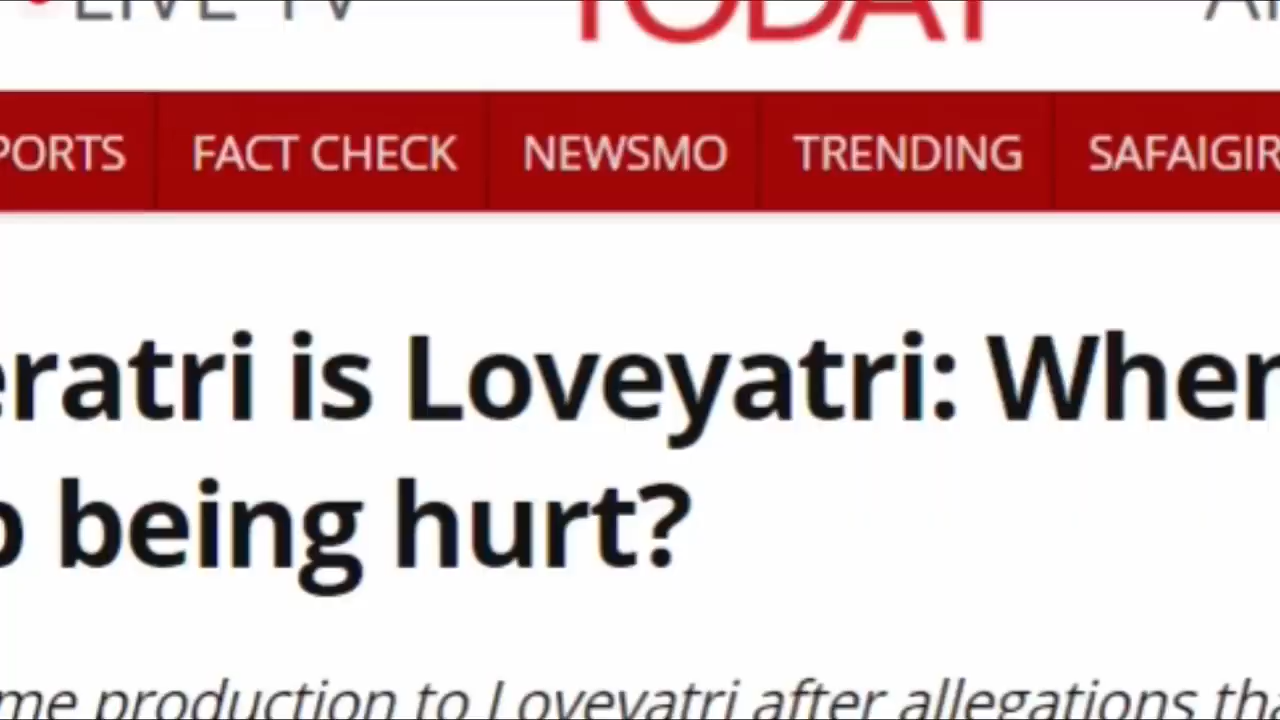 LIVE TV TODAY
PORTS FACT CHECK NEWSMO TRENDING SAFAIGIR
eratri is Loveyatri: When
being hurt?
me production to Loveyatri after allegations tha